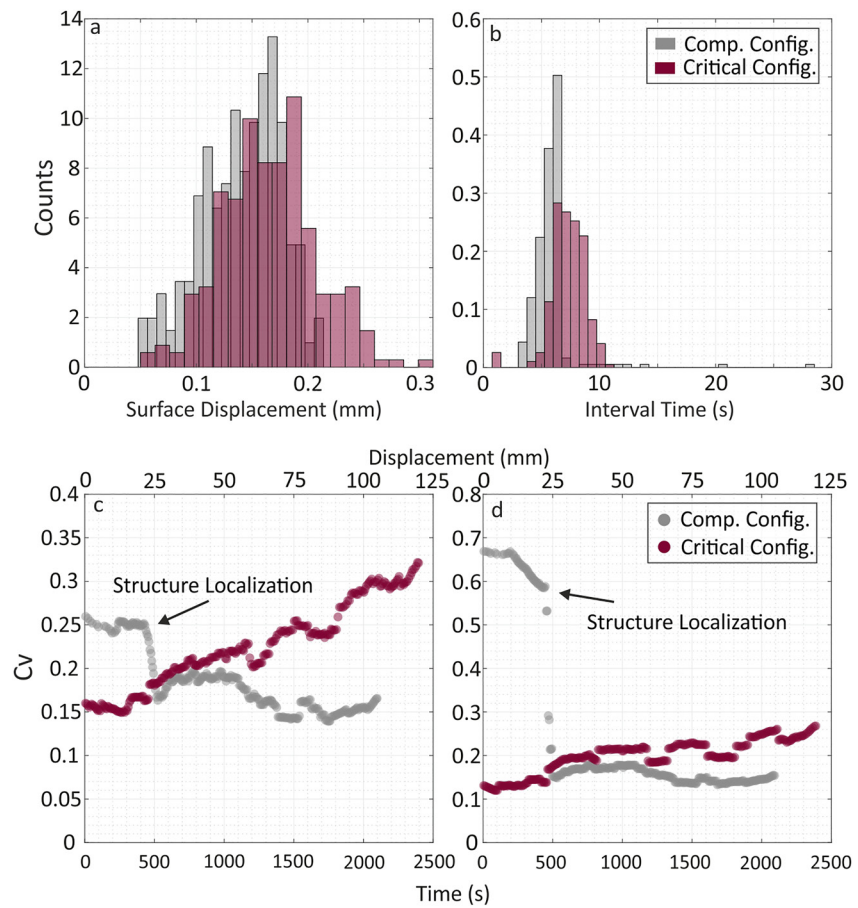 a
14
12
10
8
6
4
2
0
Counts
0
0.1
0.2
0.3
Surface Displacement (mm)
b
0.6
0.5
0.4
0.3
0.2
0.1
0
Comp. Config.
Critical Config.
0
10
20
30
Interval Time (s)
Displacement (mm)
0 25 50 75 100 120
0 25 50 75 100 118
c
0.4
0.35
0.3
0.25
0.2
0.15
0.1
0.05
0
Cv
Structure Localization
0 500 1000 1500 2000 2500
d
0.8
0.7
0.6
0.5
0.4
0.3
0.2
0.1
0
Comp. Config.
Critical Config.
Structure Localization
0 500 1000 1500 2000 2500
Time (s)